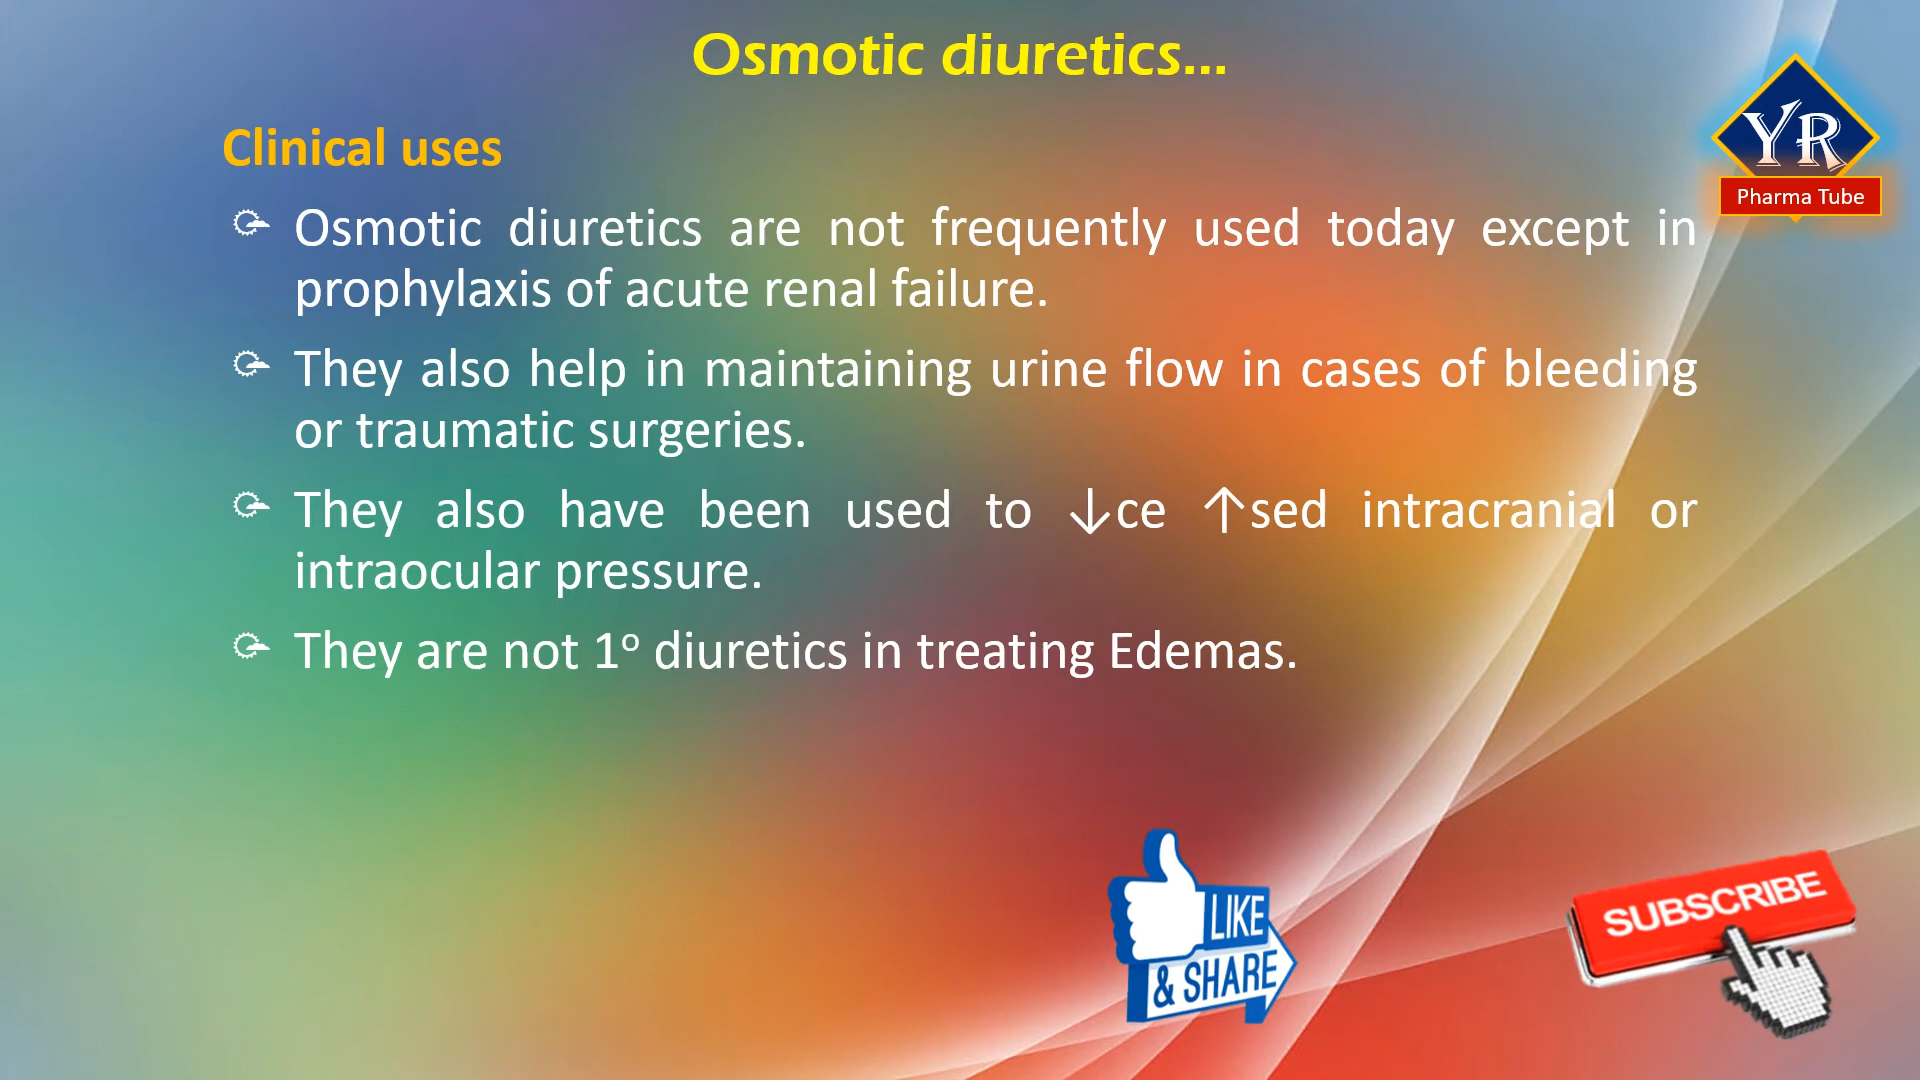 Osmotic diuretics...
YR
Pharma Tube
Clinical uses
Osmotic diuretics are not frequently used today except in
prophylaxis of acute renal failure.
They also help in maintaining urine flow in cases of bleeding
or traumatic surgeries.
They also have been used to ↓ce ↑sed intracranial or
intraocular pressure.
They are not 1º diuretics in treating Edemas.
LIKE
& SHARE
SUBSCRIBE